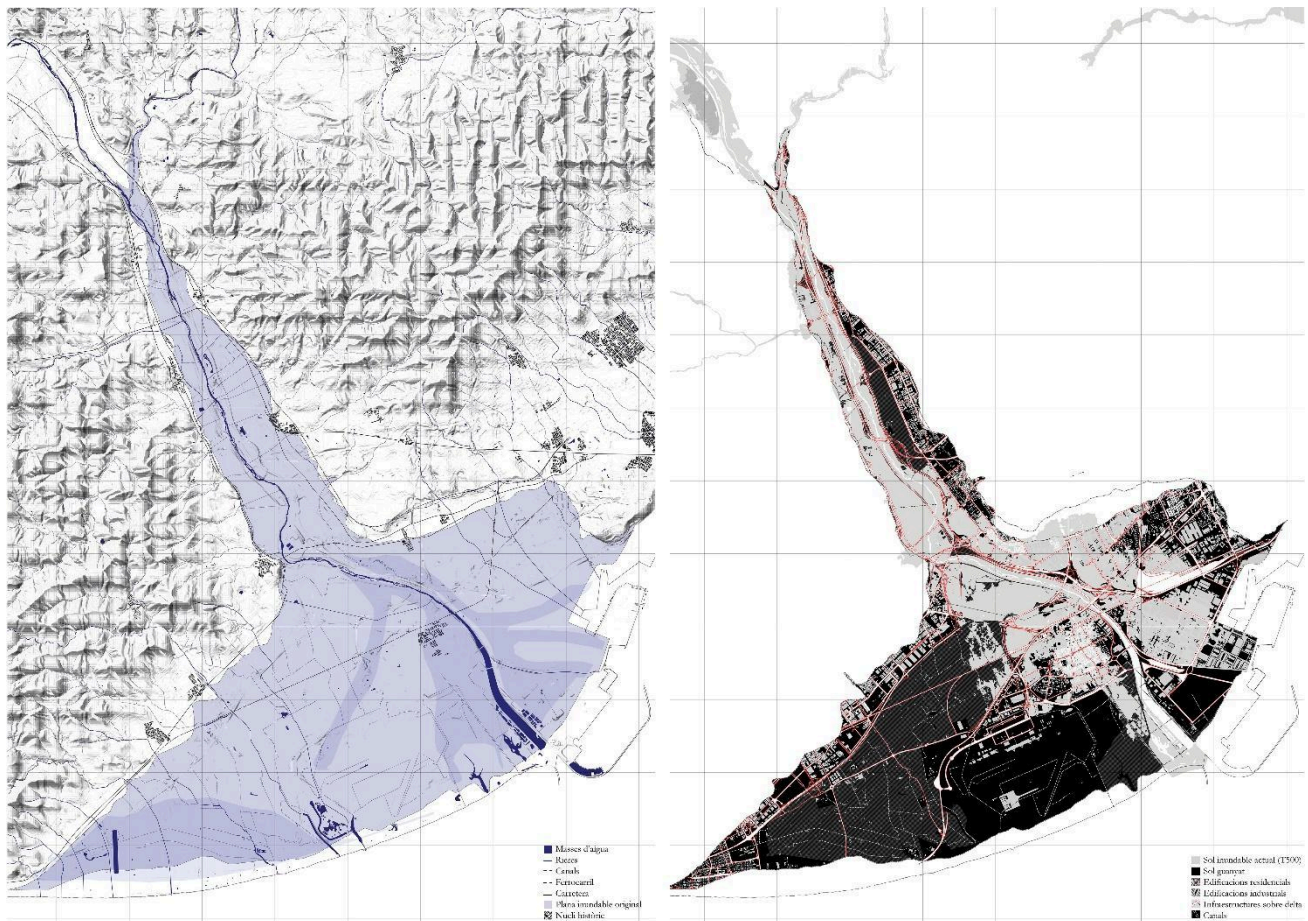 Masses d'aigua
Rieres
Canals
Ferrocarril
Carretera
Plana inundable original
Nucli històric
Sòl inundable actual (T500)
Sòl guanyat
Edificacions residencials
Edificacions industrials
Infraestructures sobre delta
Canals